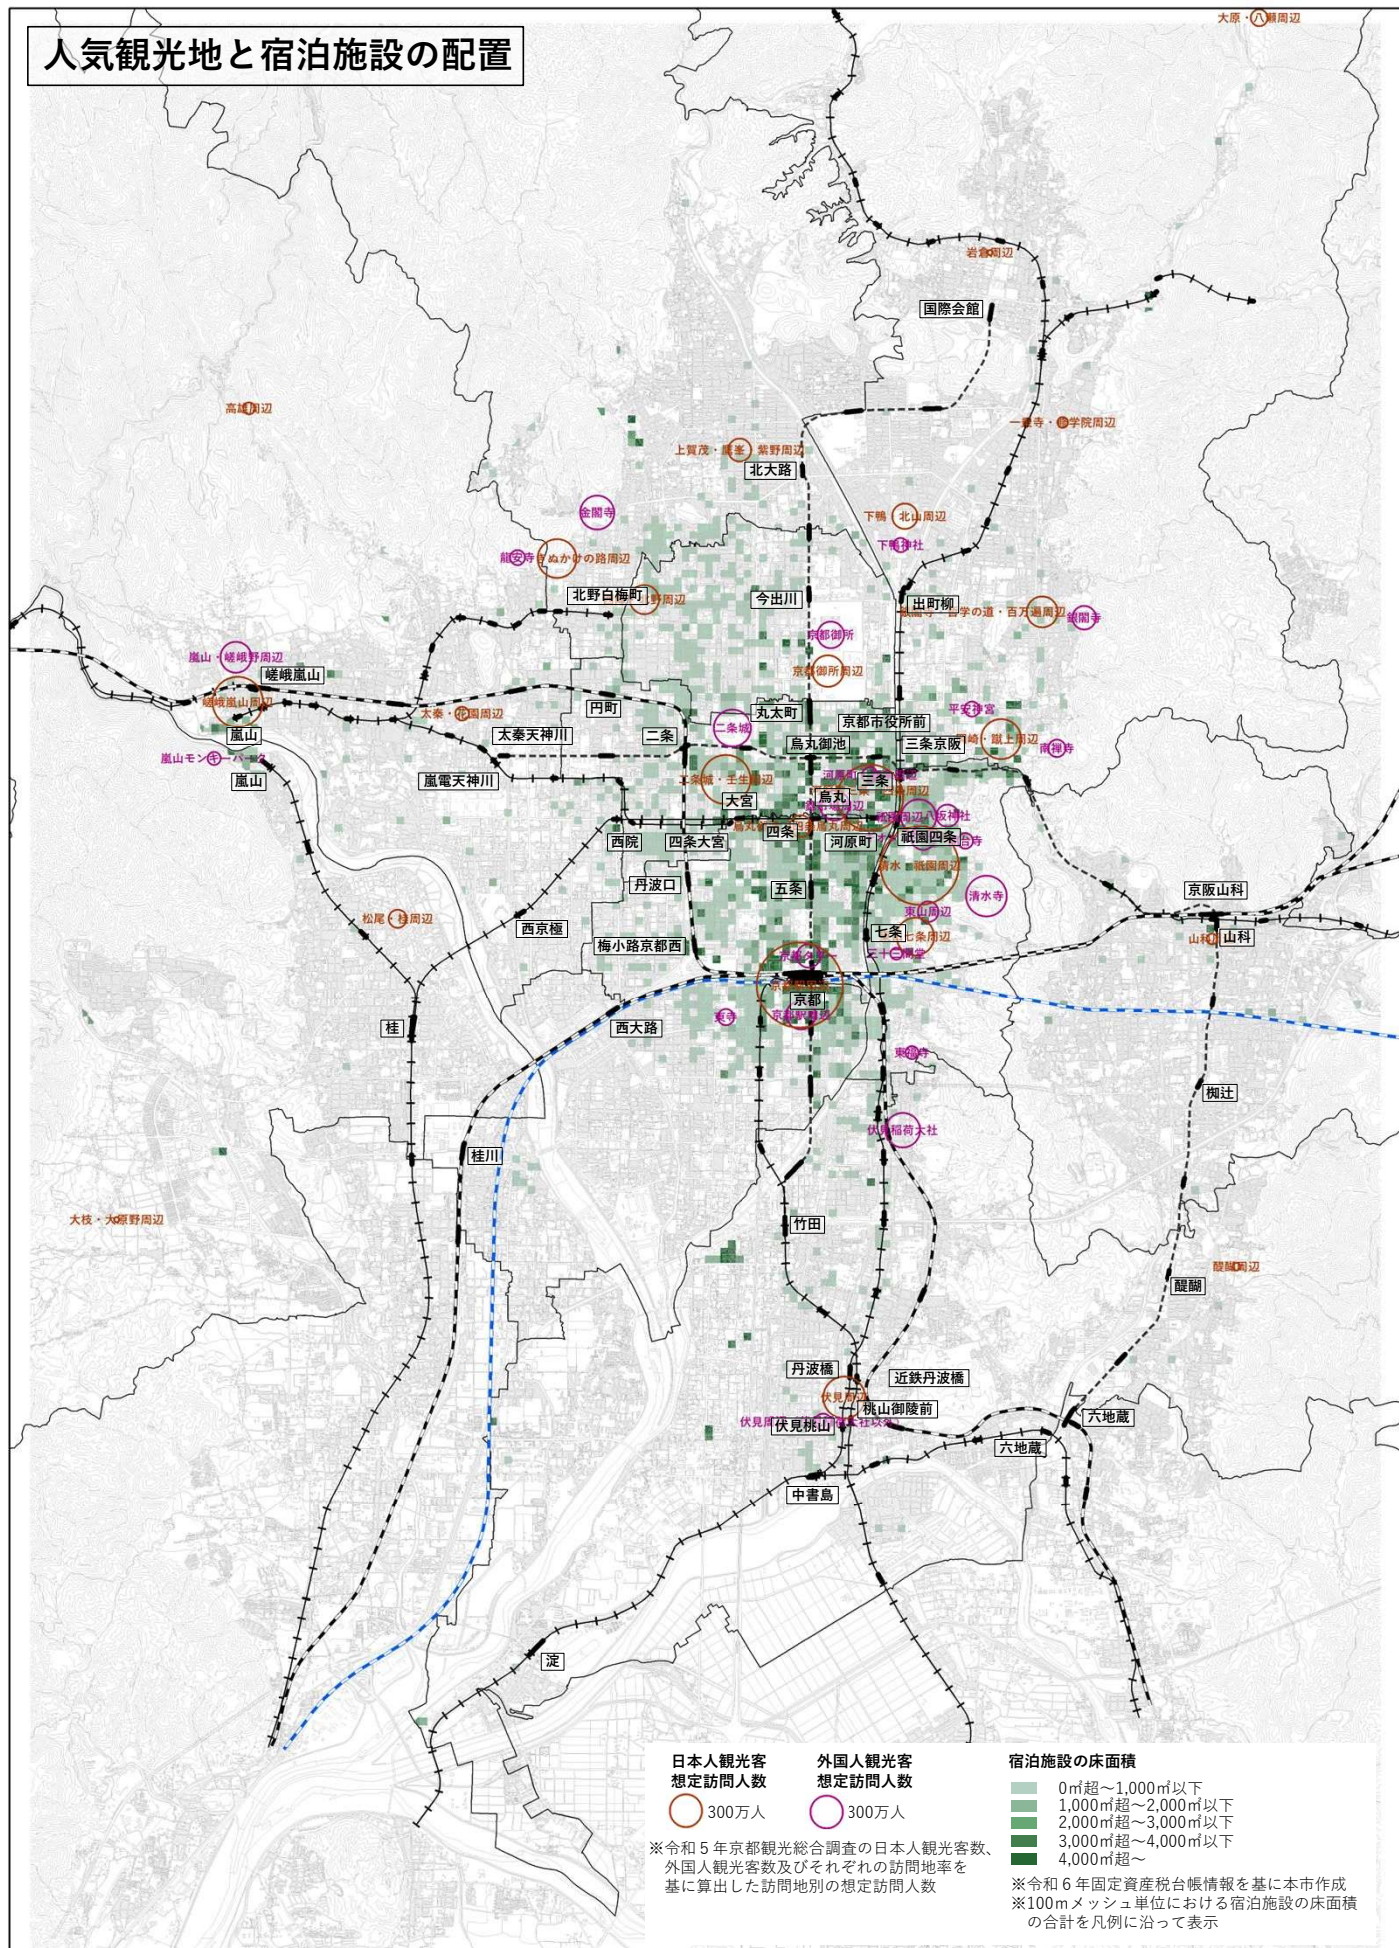 人気観光地と宿泊施設の配置
大原・八瀬周辺
岩倉周辺
国際会館
高雄周辺
一乗寺・修学院周辺
上賀茂・鷹峯・紫野周辺
北大路
金閣寺
下鴨・北山周辺
下鴨神社
龍安寺
きぬかけの路周辺
北野白梅町
野周辺
今出川
出町柳
学の道・百万遍周辺
銀閣寺
京都御所
嵐山・嵯峨野周辺
京都御所周辺
嵯峨嵐山
嵯峨嵐山周辺
太秦・花園周辺
円町
丸太町
平安神宮
京都市役所前
二条城
嵐山
太秦天神川
二条
烏丸御池
三条京阪
岡崎・蹴上周辺
南禅寺
嵐山モンキーパーク
嵐山
嵐電天神川
二条城・壬生周辺
三条
大宮
烏丸
八坂神社
西院
四条大宮
四条
河原町
祇園四条
清水・祇園周辺
丹波口
五条
清水寺
京阪山科
東山周辺
松尾・桂周辺
西京極
七条
七条周辺
山科
梅小路京都西
三十三間堂
京都タワー
京都
京都駅周辺
東寺
桂
西大路
東福寺
椥辻
伏見稲荷大社
桂川
大枝・大原野周辺
竹田
醍醐周辺
醍醐
丹波橋
近鉄丹波橋
伏見周辺
桃山御陵前
伏見桃山
六地蔵
六地蔵
中書島
淀
日本人観光客
想定訪問人数
300万人
外国人観光客
想定訪問人数
300万人
※令和５年京都観光総合調査の日本人観光客数、
外国人観光客数及びそれぞれの訪問地率を
基に算出した訪問地別の想定訪問人数
宿泊施設の床面積
0㎡超～1,000㎡以下
1,000㎡超～2,000㎡以下
2,000㎡超～3,000㎡以下
3,000㎡超～4,000㎡以下
4,000㎡超～
※令和６年固定資産税台帳情報を基に本市作成
※100mメッシュ単位における宿泊施設の床面積
の合計を凡例に沿って表示